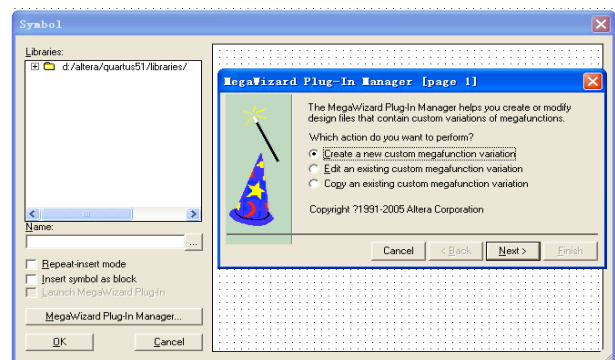 Symbol
Libraries:
d:/altera/quartus51/libraries/
Name:
...
Repeat-insert mode
Insert symbol as block
Launch MegaWizard Plug-In
MegaWizard Plug-In Manager...
OK
Cancel
MegaWizard Plug-In Manager [page 1]
The MegaWizard Plug-In Manager helps you create or modify
design files that contain custom variations of megafunctions.
Which action do you want to perform?
Create a new custom megafunction variation
Edit an existing custom megafunction variation
Copy an existing custom megafunction variation
Copyright ?1991-2005 Altera Corporation
Cancel
< Back
Next >
Finish